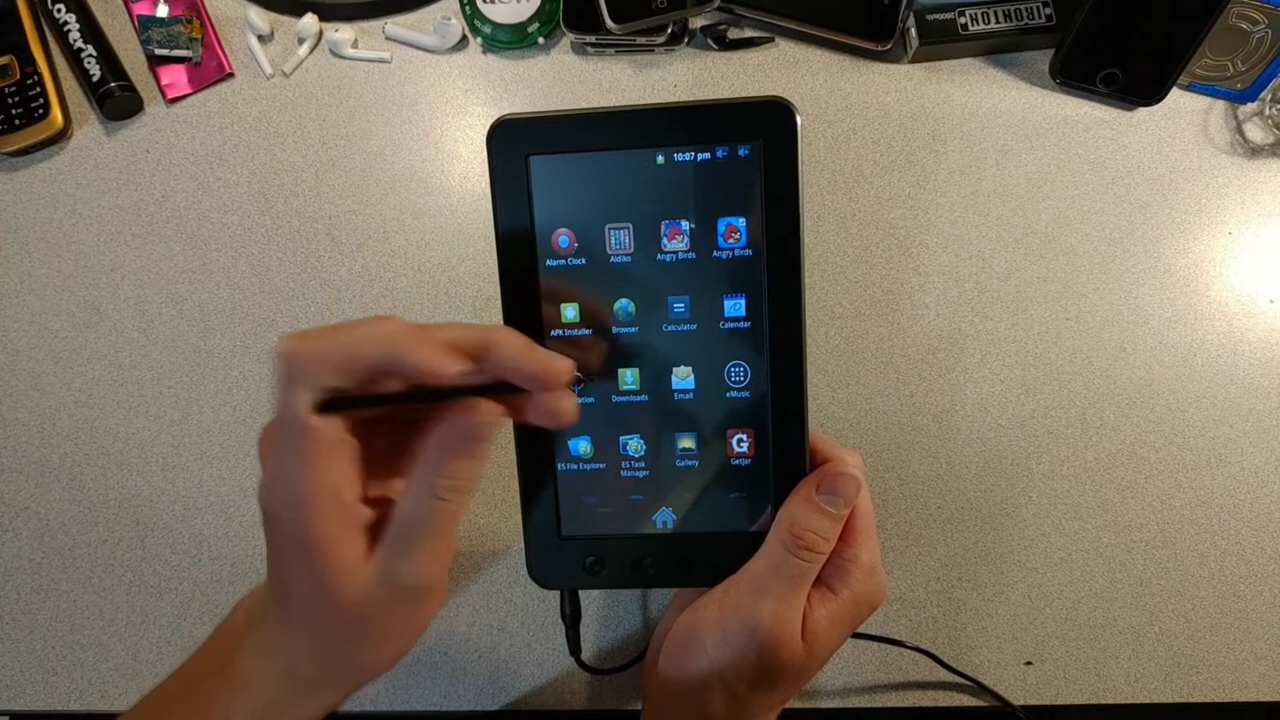 CopperTon
IRONTON
10:07 pm
Alarm Clock
Aldiko
Angry Birds
Angry Birds
APK Installer
Browser
Calculator
Calendar
Downloads
Email
eMusic
ES File Explorer
ES Task
Manager
Gallery
GetJar